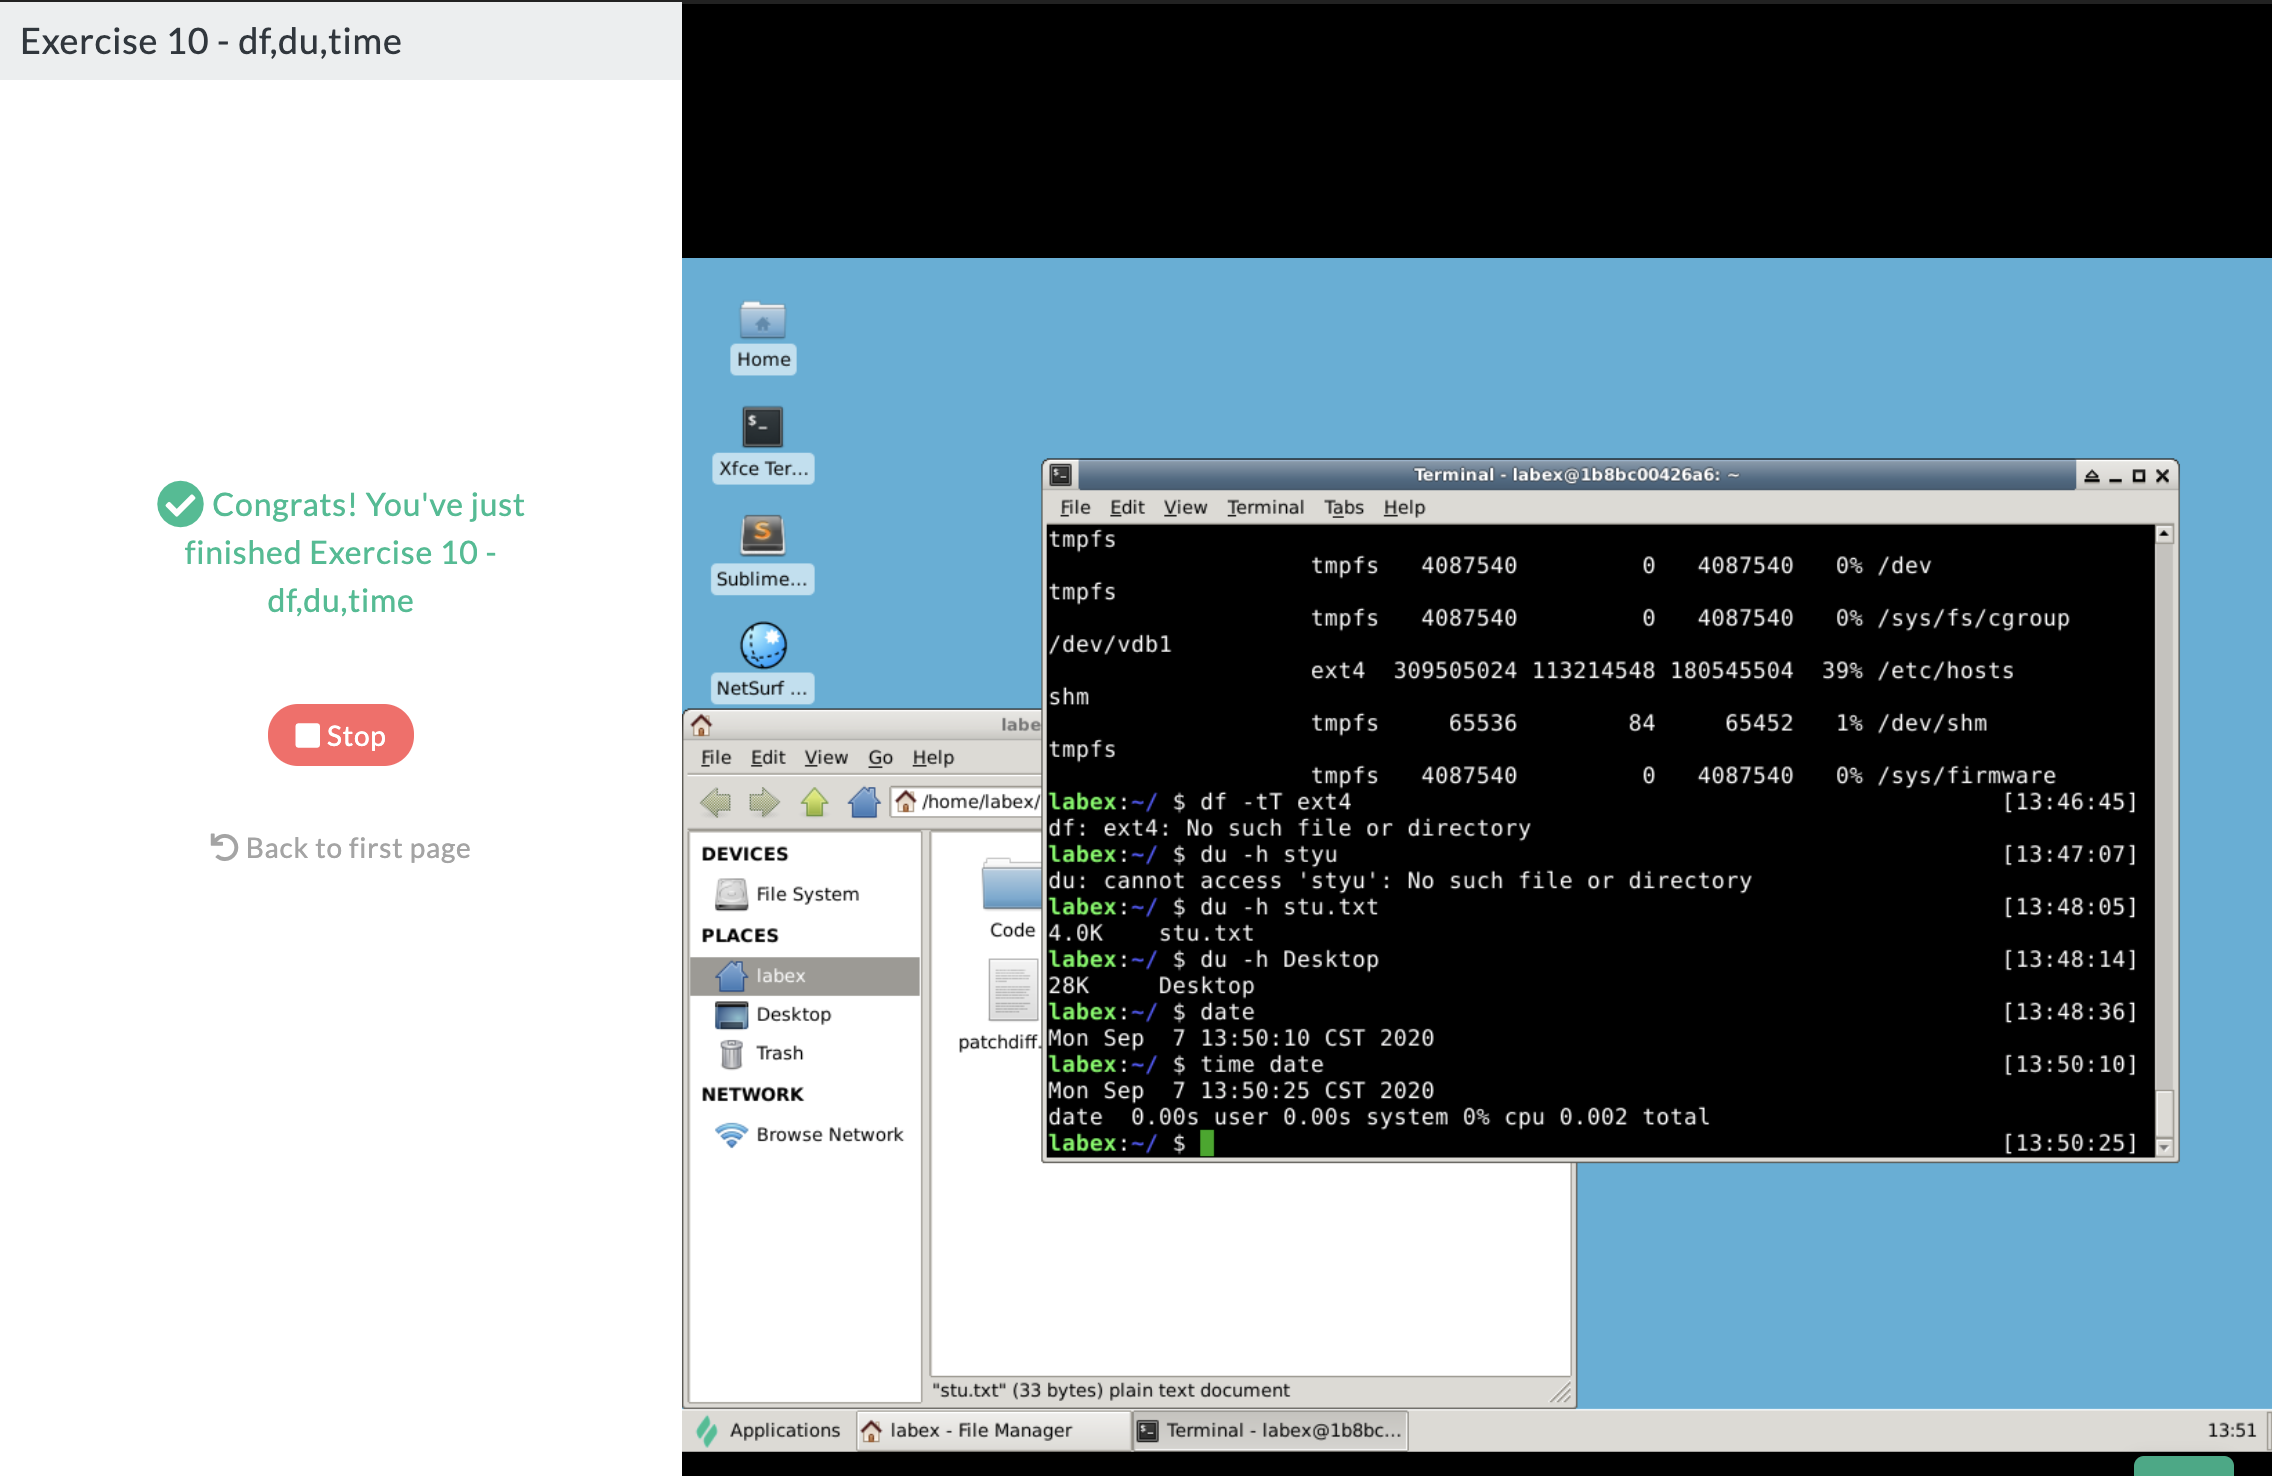 Exercise 10 - df,du,time
Congrats! You've just
finished Exercise 10 -
df,du,time
Stop
Back to first page
Home
Xfce Ter...
Sublime...
NetSurf ...
labe
File Edit View Go Help
/home/labex/
DEVICES
File System
PLACES
labex
Desktop
Trash
NETWORK
Browse Network
Code
patchdiff.
"stu.txt" (33 bytes) plain text document
Terminal - labex@1b8bc00426a6: ~
File Edit View Terminal Tabs Help
tmpfs
tmpfs 4087540 0 4087540 0% /dev
tmpfs
tmpfs 4087540 0 4087540 0% /sys/fs/cgroup
/dev/vdb1
ext4 309505024 113214548 180545504 39% /etc/hosts
shm
tmpfs 65536 84 65452 1% /dev/shm
tmpfs
tmpfs 4087540 0 4087540 0% /sys/firmware
labex:~/ $ df -tT ext4 [13:46:45]
df: ext4: No such file or directory
labex:~/ $ du -h styu [13:47:07]
du: cannot access 'styu': No such file or directory
labex:~/ $ du -h stu.txt [13:48:05]
4.0K stu.txt
labex:~/ $ du -h Desktop [13:48:14]
28K Desktop
labex:~/ $ date [13:48:36]
Mon Sep 7 13:50:10 CST 2020
labex:~/ $ time date [13:50:10]
Mon Sep 7 13:50:25 CST 2020
date 0.00s user 0.00s system 0% cpu 0.002 total
labex:~/ $ [13:50:25]
Applications
labex - File Manager
Terminal - labex@1b8bc...
13:51